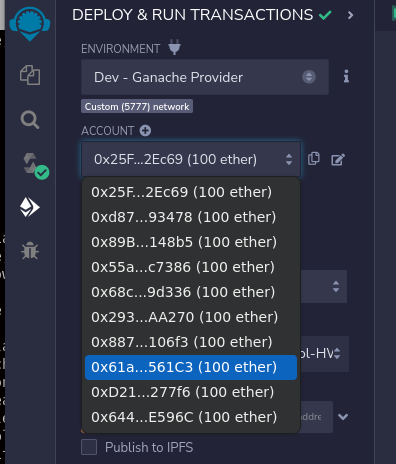 DEPLOY & RUN TRANSACTIONS
ENVIRONMENT
Dev - Ganache Provider
Custom (5777) network
ACCOUNT
0x25F...2Ec69 (100 ether)
0x25F...2Ec69 (100 ether)
0xd87...93478 (100 ether)
0x89B...148b5 (100 ether)
0x55a...c7386 (100 ether)
0x68c...9d336 (100 ether)
0x293...AA270 (100 ether)
0x887...106f3 (100 ether)
0x61a...561C3 (100 ether)
0xD21...277f6 (100 ether)
0x644...E596C (100 ether)
Publish to IPFS